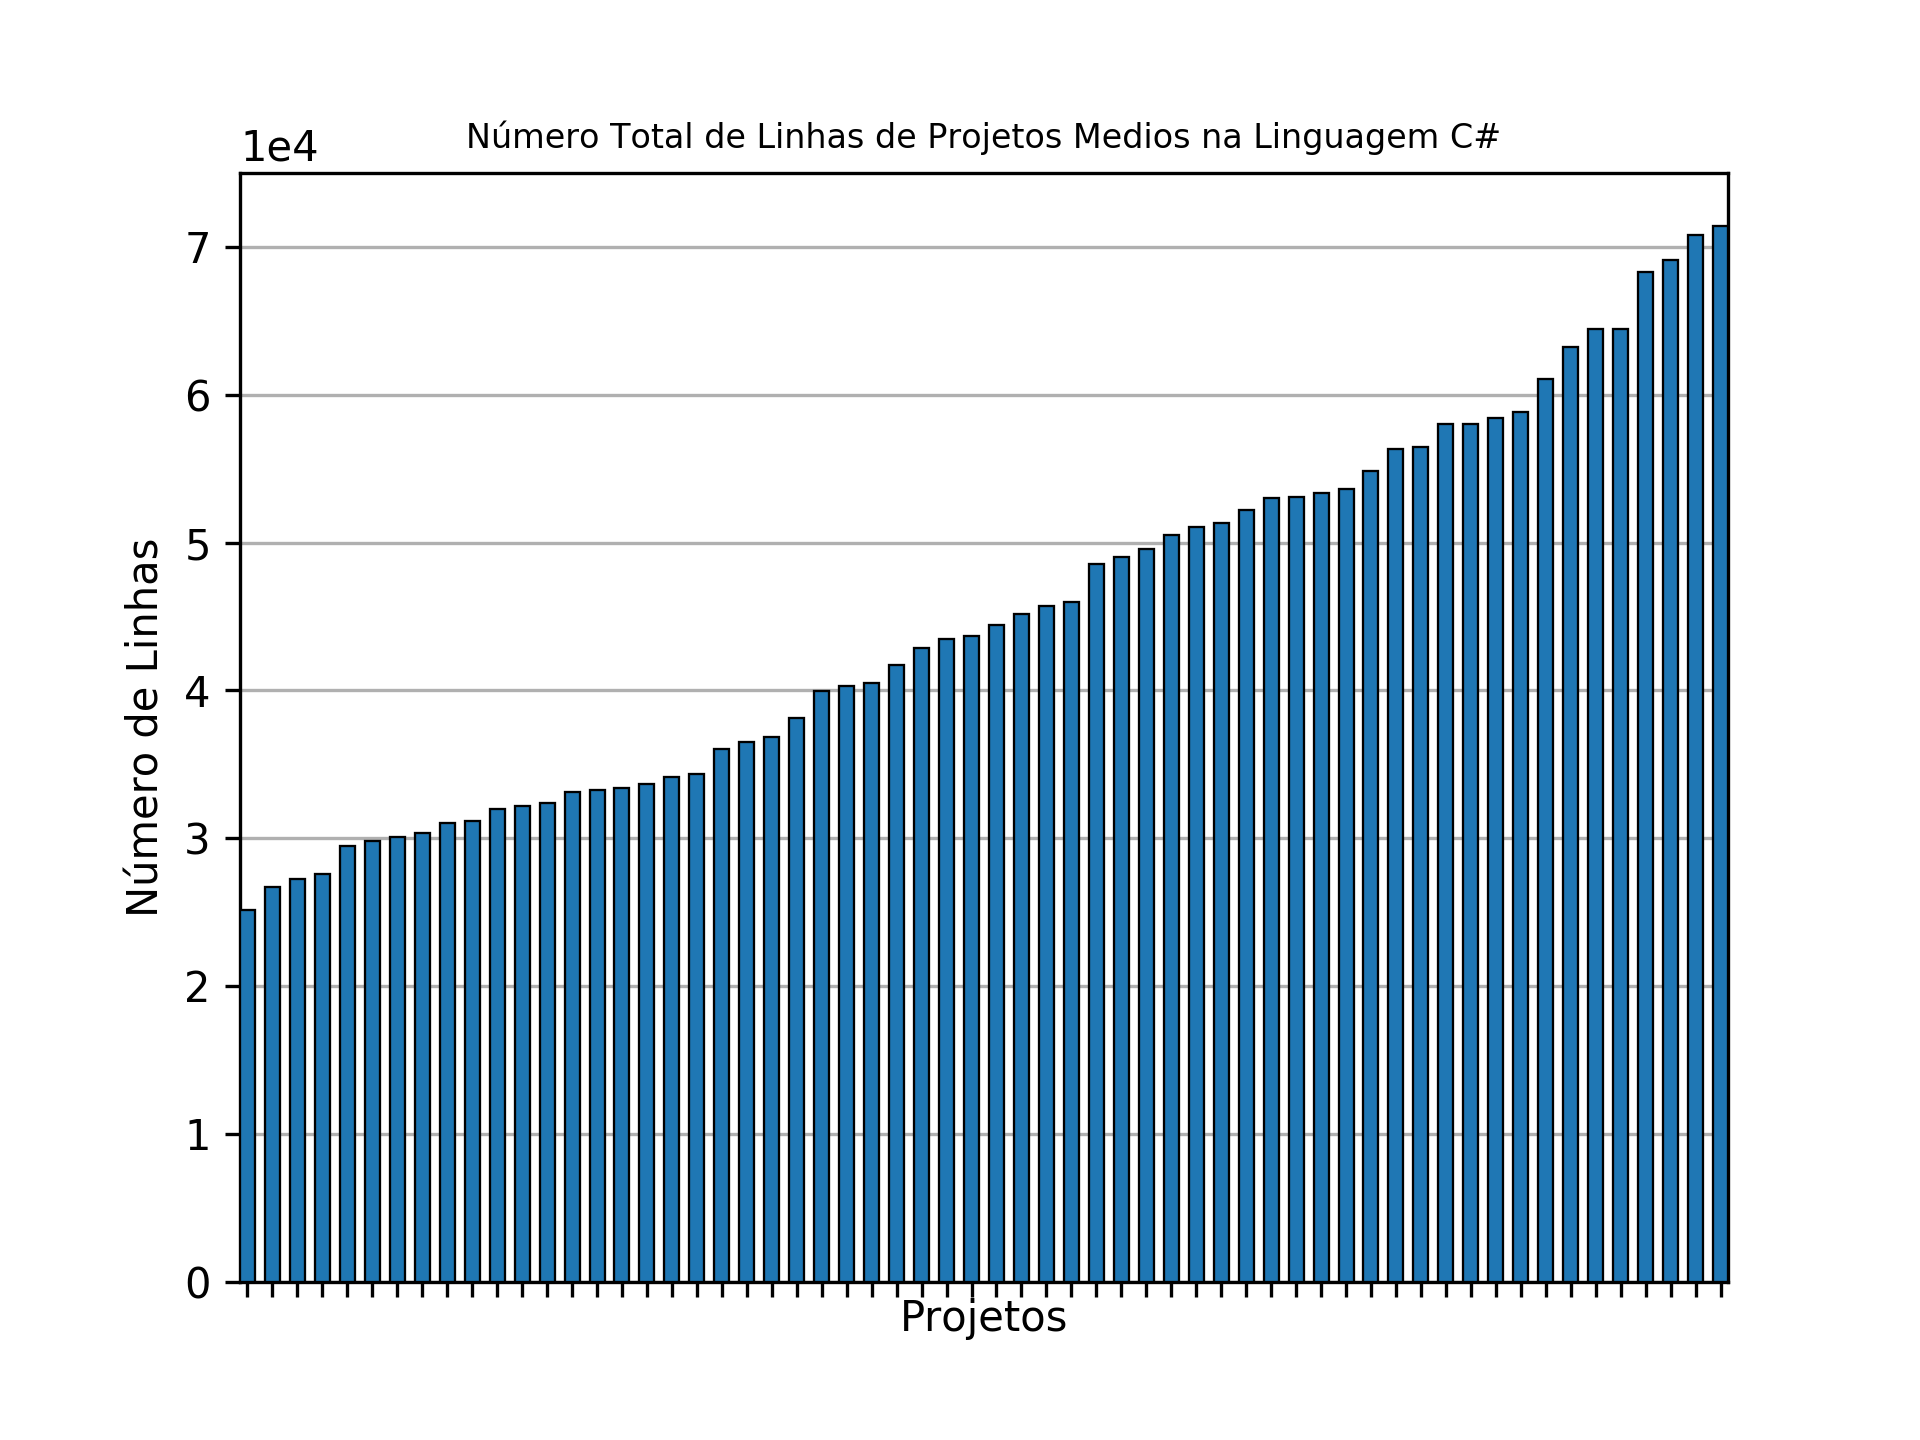 1e4
Número Total de Linhas de Projetos Medios na Linguagem C#
7
6
5
4
3
2
1
0
Número de Linhas
Projetos